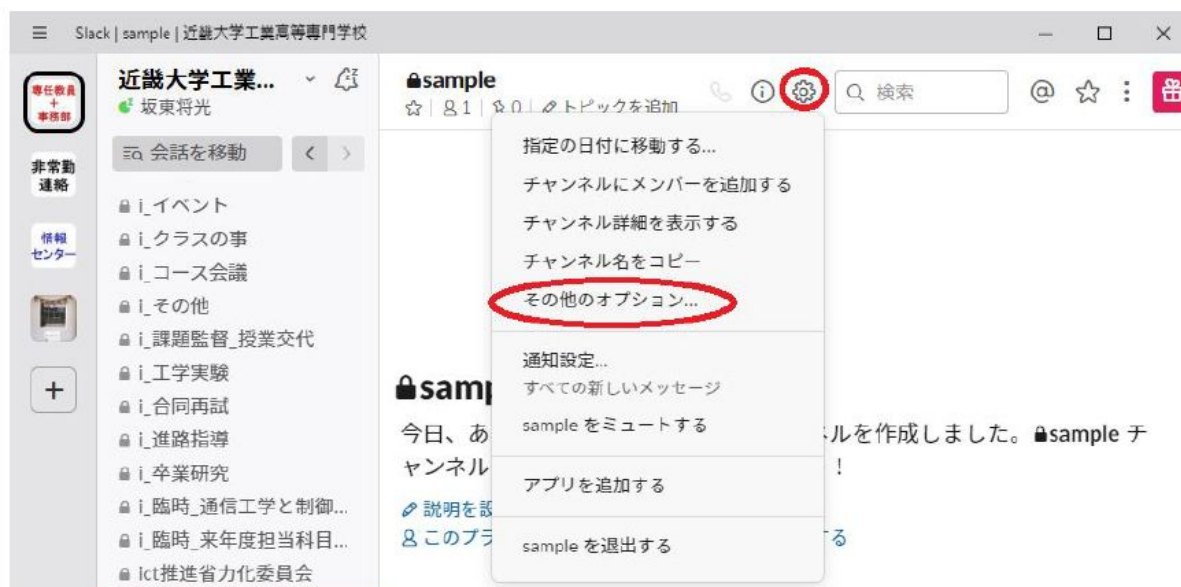 Slack | sample | 近畿大学工業高等専門学校
専任教員
+
事務部
非常勤
連絡
情報
センター
近畿大学工業...
坂東将光
会話を移動
i_イベント
i_クラスの事
i_コース会議
i_その他
i_課題監督_授業交代
i_工学実験
i_合同再試
i_進路指導
i_卒業研究
i_臨時_通信工学と制御...
i_臨時_来年度担当科目...
ict推進省力化委員会
sample
1 | 0 | トピックを追加
検索
指定の日付に移動する...
チャンネルにメンバーを追加する
チャンネル詳細を表示する
チャンネル名をコピー
その他のオプション...
通知設定...
すべての新しいメッセージ
sample をミュートする
アプリを追加する
sample を退出する
samp
今日、あ ルを作成しました。sample チ
ャンネル !
説明を設
このプラ する